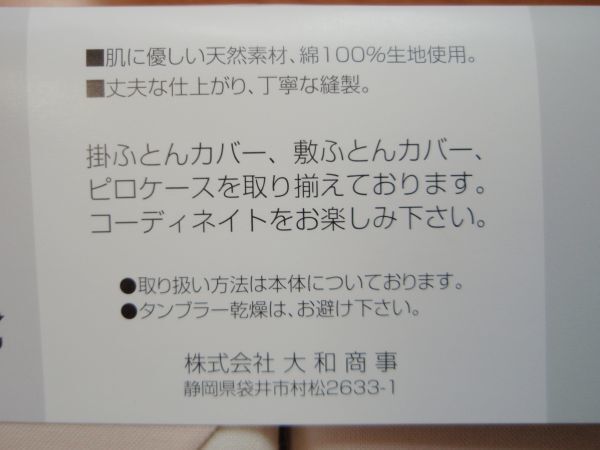 ■肌に優しい天然素材、綿100%生地使用。
■丈夫な仕上がり、丁寧な縫製。
掛ふとんカバー、敷ふとんカバー、
ピロケースを取り揃えております。
コーディネイトをお楽しみ下さい。
●取り扱い方法は本体についております。
●タンブラー乾燥は、お避け下さい。
株式会社 大和商事
静岡県袋井市村松2633-1